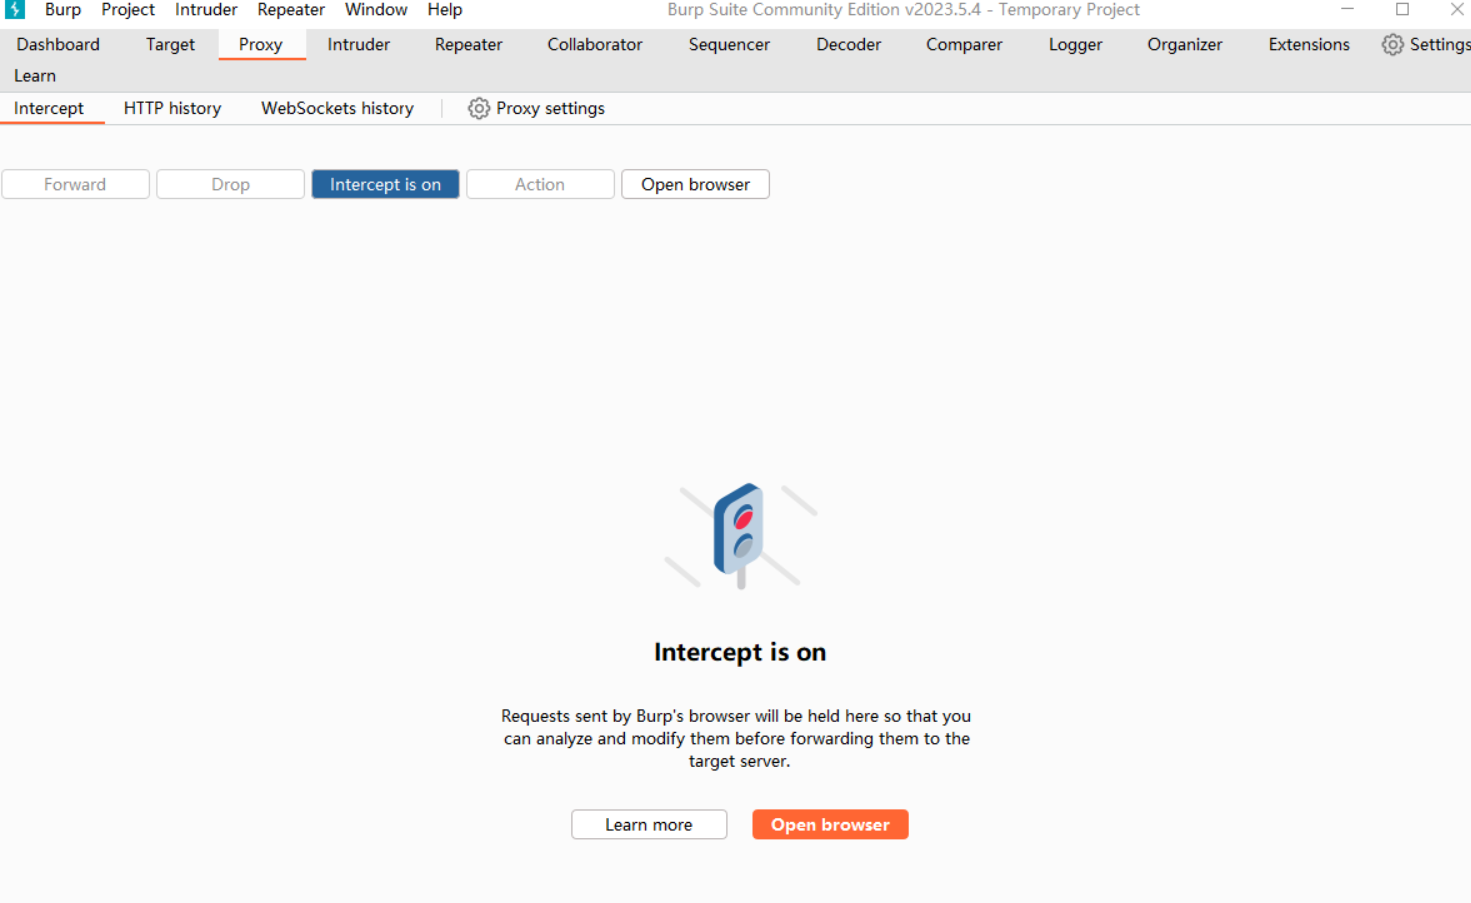 Burp Project Intruder Repeater Window Help Burp Suite Community Edition v2023.5.4 - Temporary Project
Dashboard Target Proxy Intruder Repeater Collaborator Sequencer Decoder Comparer Logger Organizer Extensions Settings
Learn
Intercept HTTP history WebSockets history Proxy settings
Forward Drop Intercept is on Action Open browser
Intercept is on
Requests sent by Burp's browser will be held here so that you
can analyze and modify them before forwarding them to the
target server.
Learn more Open browser